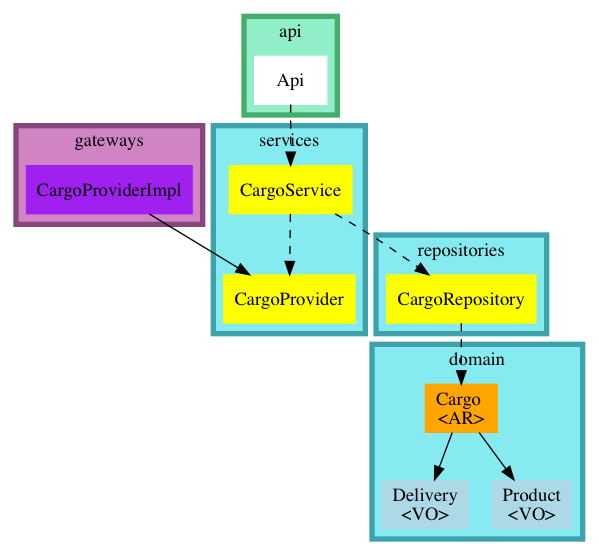 api
Api
gateways
services
CargoProviderImpl
CargoService
repositories
CargoProvider
CargoRepository
domain
Cargo
<AR>
Delivery
<VO>
Product
<VO>